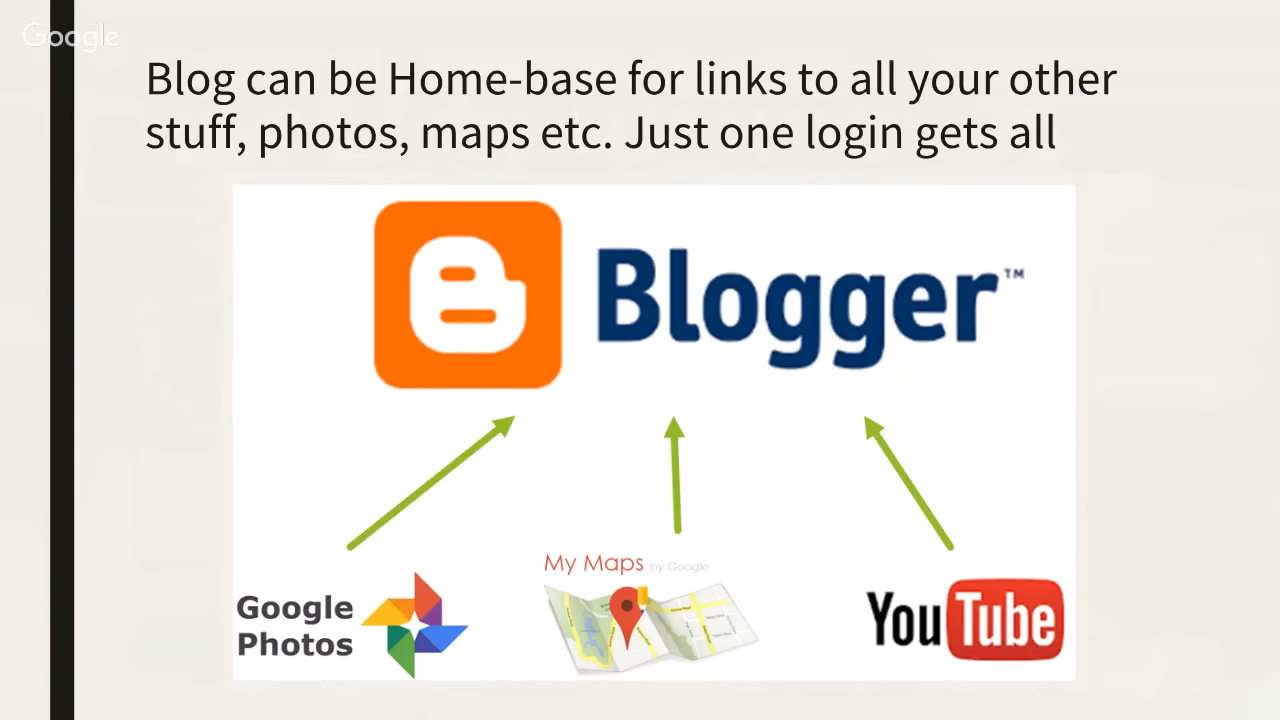 Google
Blog can be Home-base for links to all your other
stuff, photos, maps etc. Just one login gets all
Blogger™
My Maps by Google
Google
Photos
YouTube